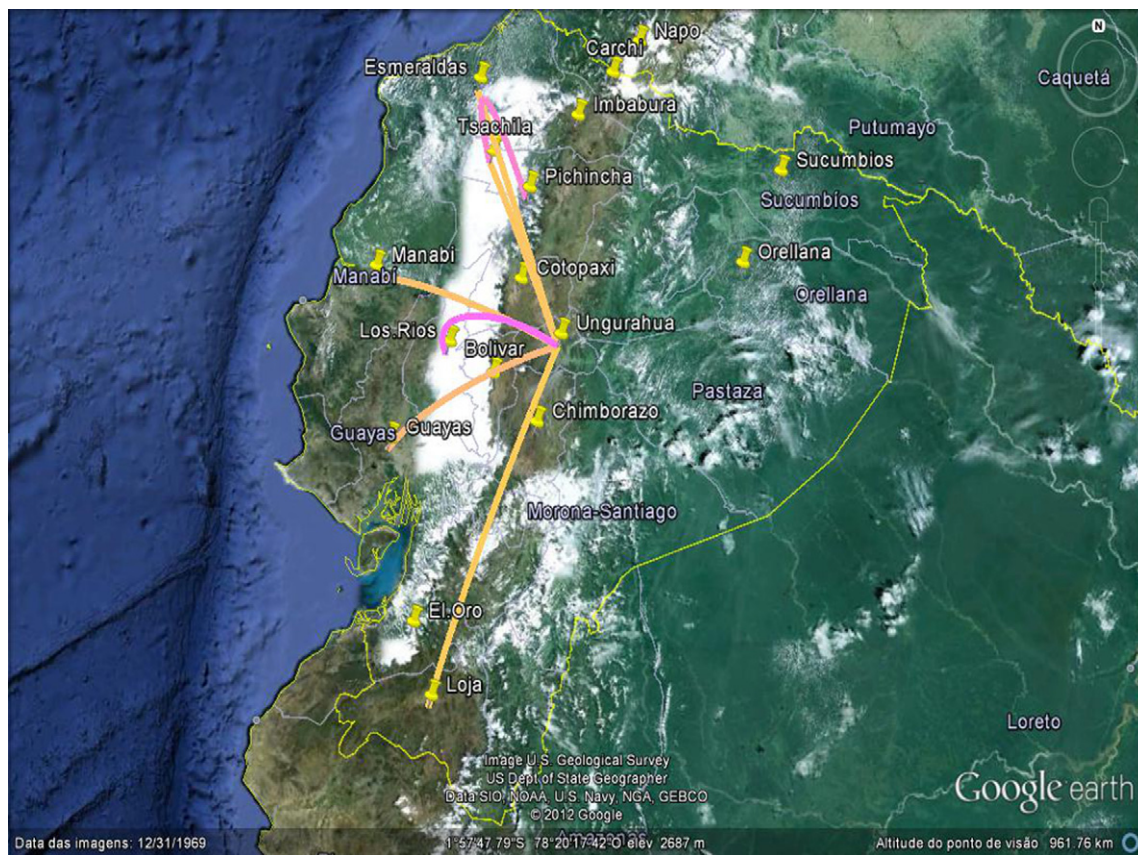 N
Napo
Carchi
Esmeraldas
Caquetá
Imbabura
Tsachila
Putumayo
Sucumbios
Pichincha
Sucumbíos
Manabi
Cotopaxi
Orellana
Manabí
Orellana
Los.Rios
Ungurahua
Bolivar
Pastaza
Chimborazo
Guayas
Guayas
Morona-Santiago
El.Oro
Loja
Loreto
Image U.S. Geological Survey
US Dept of State Geographer
Data SIO, NOAA, U.S. Navy, NGA, GEBCO
© 2012 Google
Google earth
Amazonas
Data das imagens: 12/31/1969
1°57'47.79"S 78°20'17.42"O elev 2687 m
Altitude do ponto de visão 961.76 km